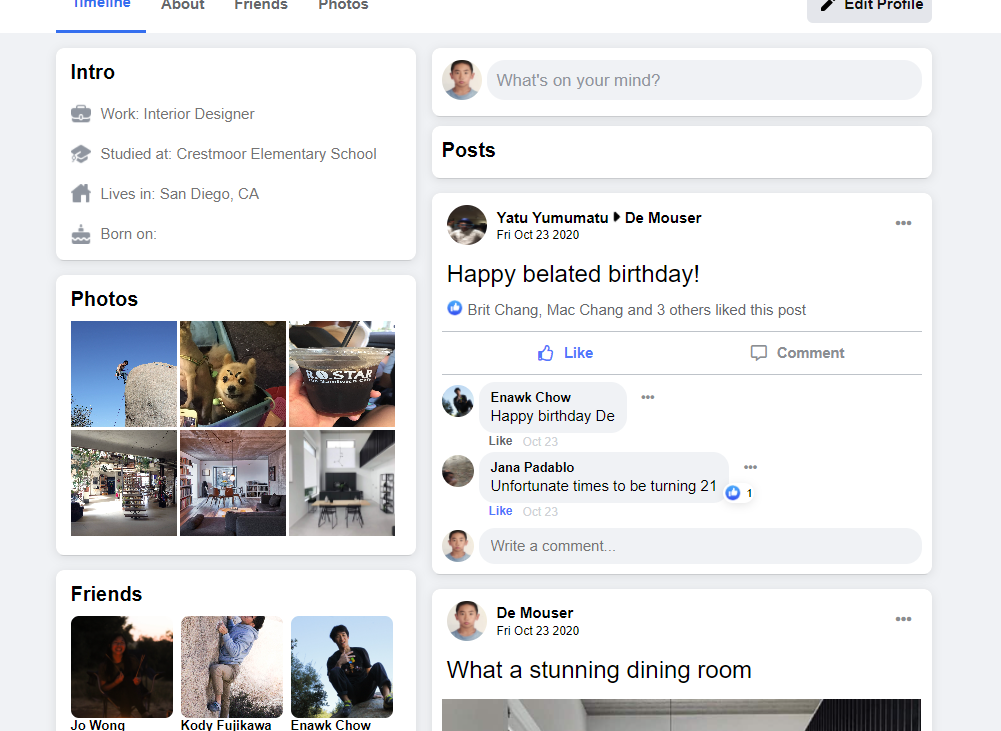 Timeline
About
Friends
Photos
Edit Profile
Intro
Work: Interior Designer
Studied at: Crestmoor Elementary School
Lives in: San Diego, CA
Born on:
Photos
R.O.STAR
Friends
Jo Wong
Kody Fujikawa
Enawk Chow
What's on your mind?
Posts
Yatu Yumumatu De Mouser
Fri Oct 23 2020
Happy belated birthday!
Brit Chang, Mac Chang and 3 others liked this post
Like
Comment
Enawk Chow
Happy birthday De
Like Oct 23
Jana Padablo
Unfortunate times to be turning 21
1
Like Oct 23
Write a comment...
De Mouser
Fri Oct 23 2020
What a stunning dining room